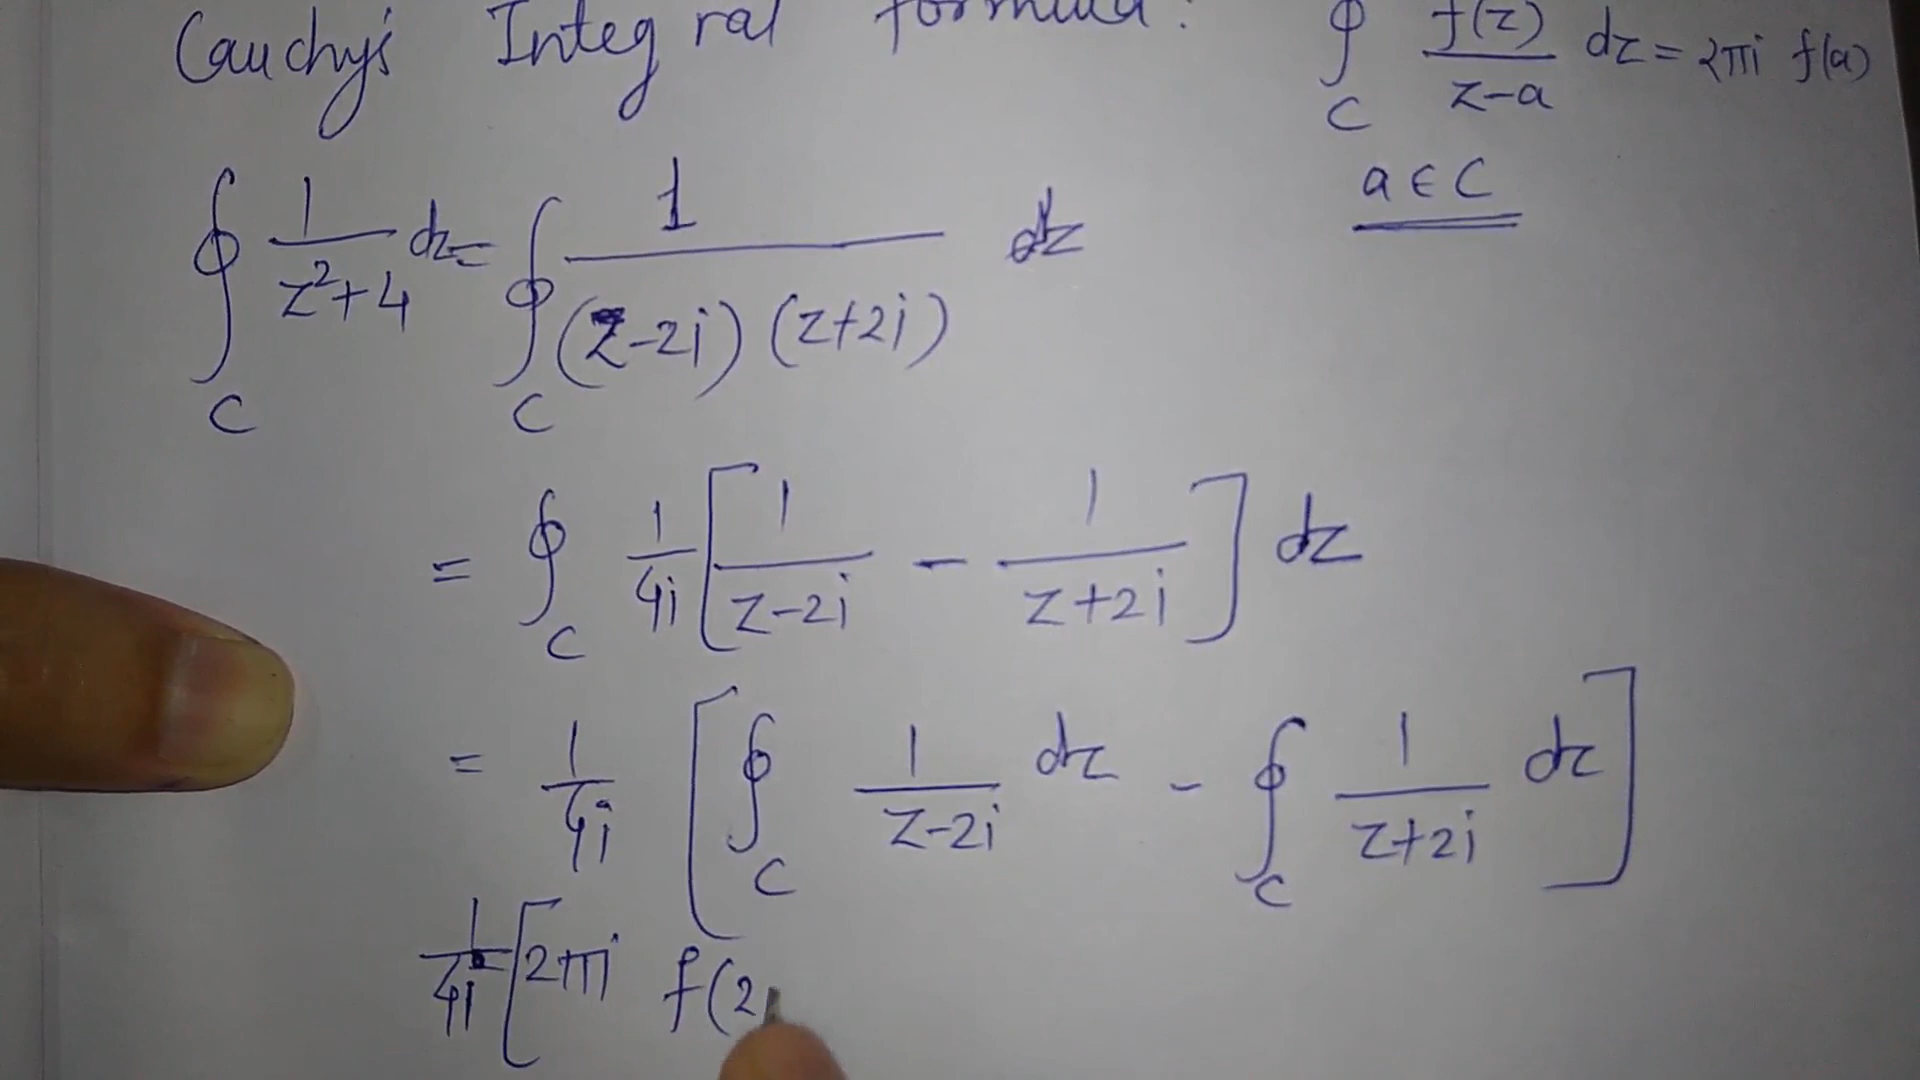 Cauchy's Integral formula: ∮_C f(z)/(z-a) dz = 2πi f(a)
a ∈ C
∮_C 1/(z²+4) dz = ∮_C 1/((z-2i)(z+2i)) dz
= ∮_C 1/4i [1/(z-2i) - 1/(z+2i)] dz
= 1/4i [∮_C 1/(z-2i) dz - ∮_C 1/(z+2i) dz]
1/4i [2πi f(2